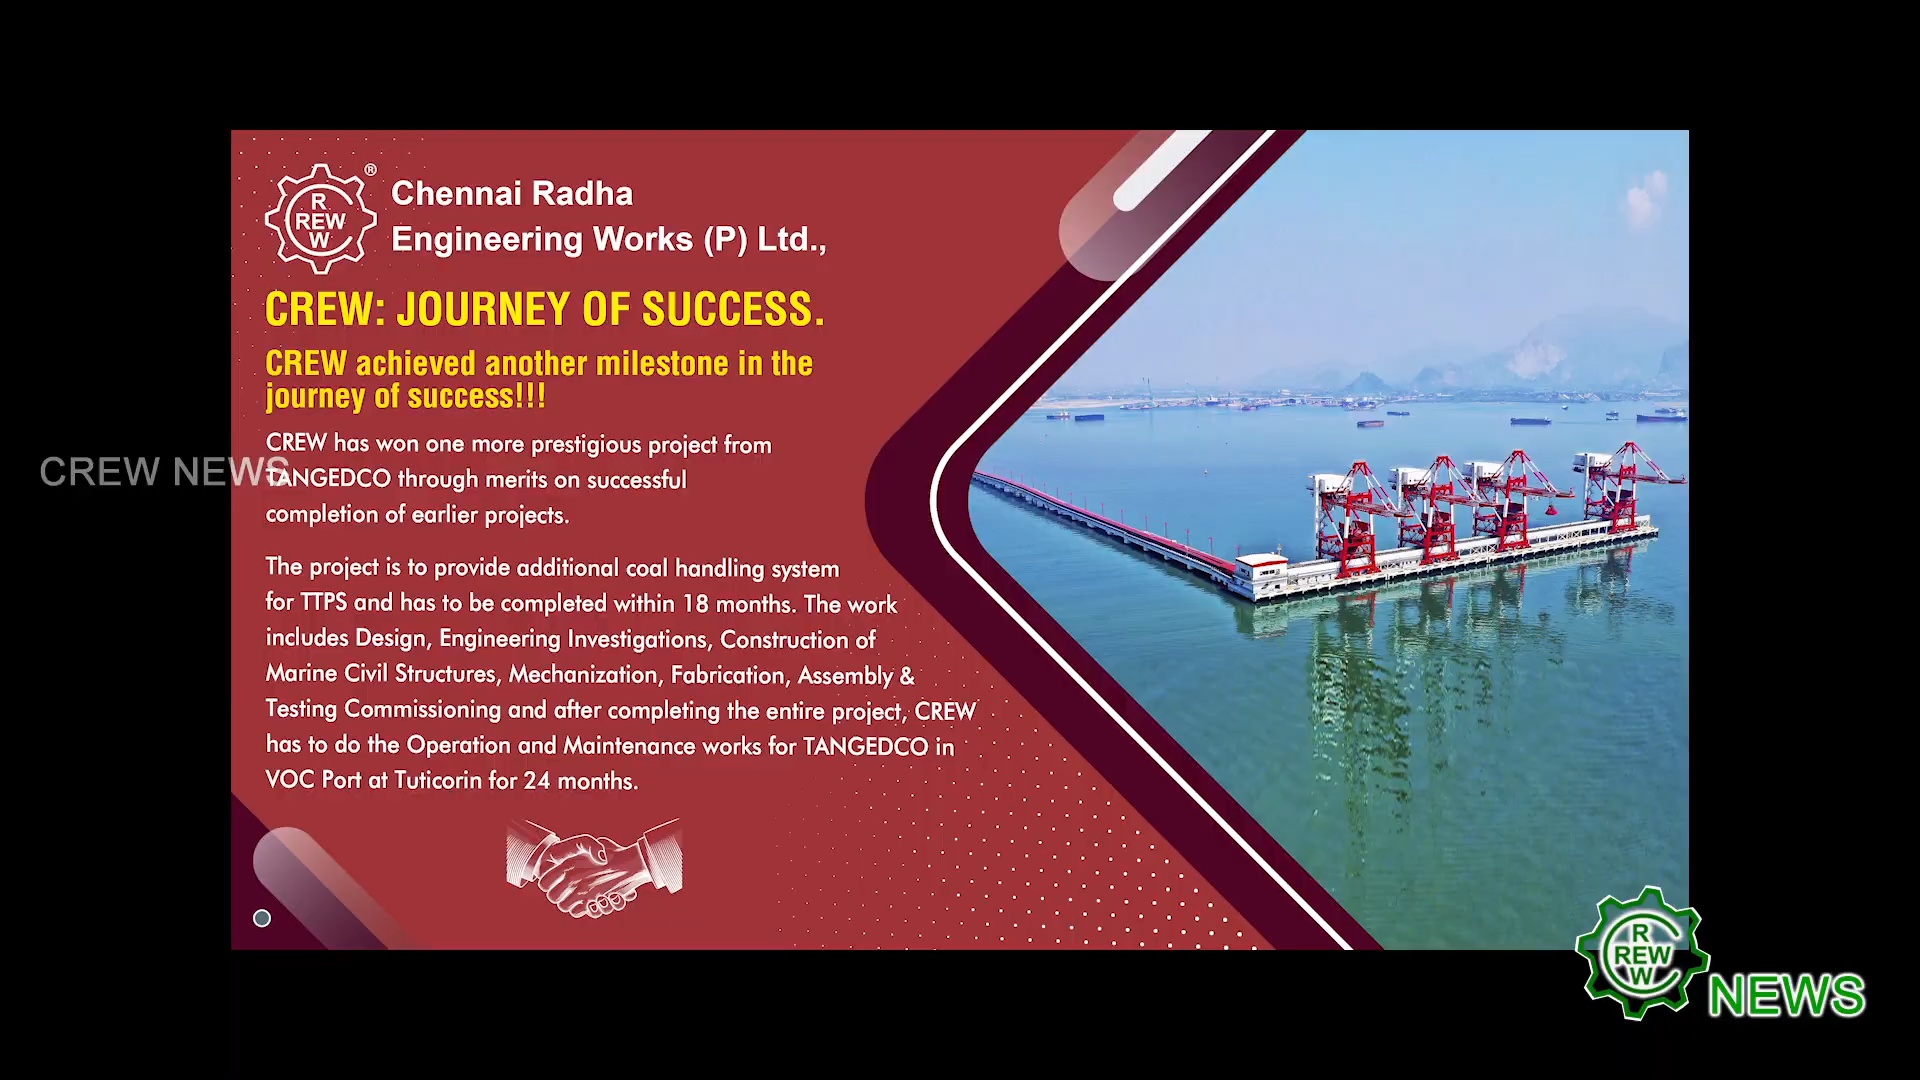 R
REW
W
®
Chennai Radha
Engineering Works (P) Ltd.,
CREW: JOURNEY OF SUCCESS.
CREW achieved another milestone in the
journey of success!!!
CREW has won one more prestigious project from
TANGEDCO through merits on successful
completion of earlier projects.
CREW NEWS
The project is to provide additional coal handling system
for TTPS and has to be completed within 18 months. The work
includes Design, Engineering Investigations, Construction of
Marine Civil Structures, Mechanization, Fabrication, Assembly &
Testing Commissioning and after completing the entire project, CREW
has to do the Operation and Maintenance works for TANGEDCO in
VOC Port at Tuticorin for 24 months.
R
REW
W
NEWS